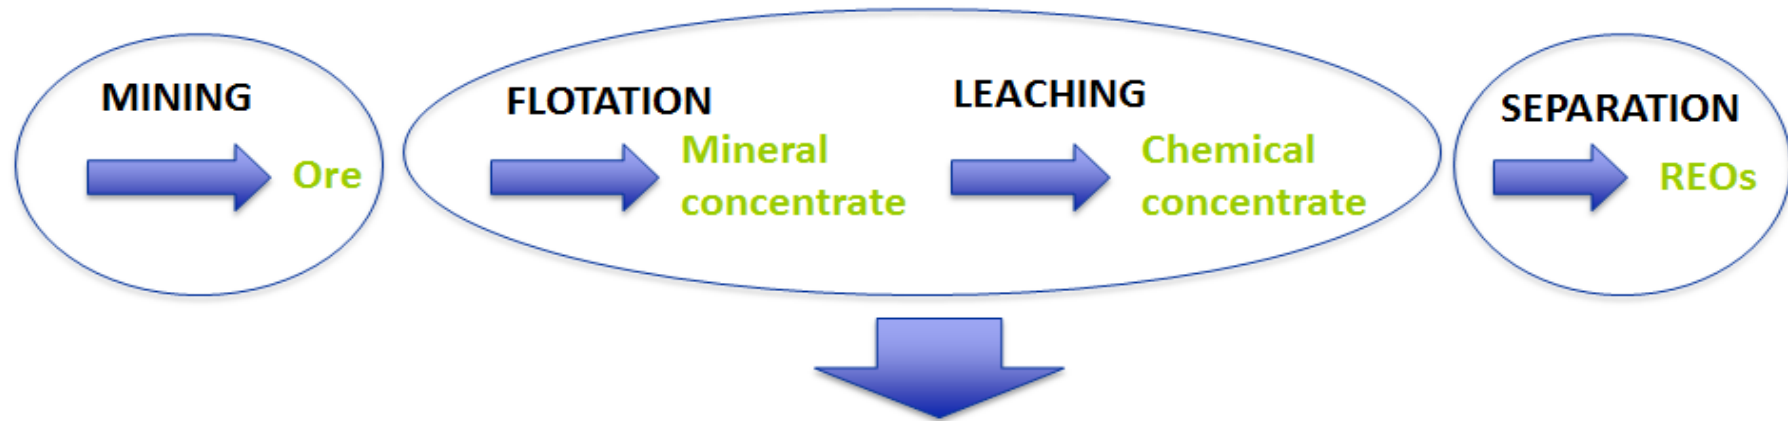 MINING
Ore
FLOTATION
Mineral
concentrate
LEACHING
Chemical
concentrate
SEPARATION
REOs